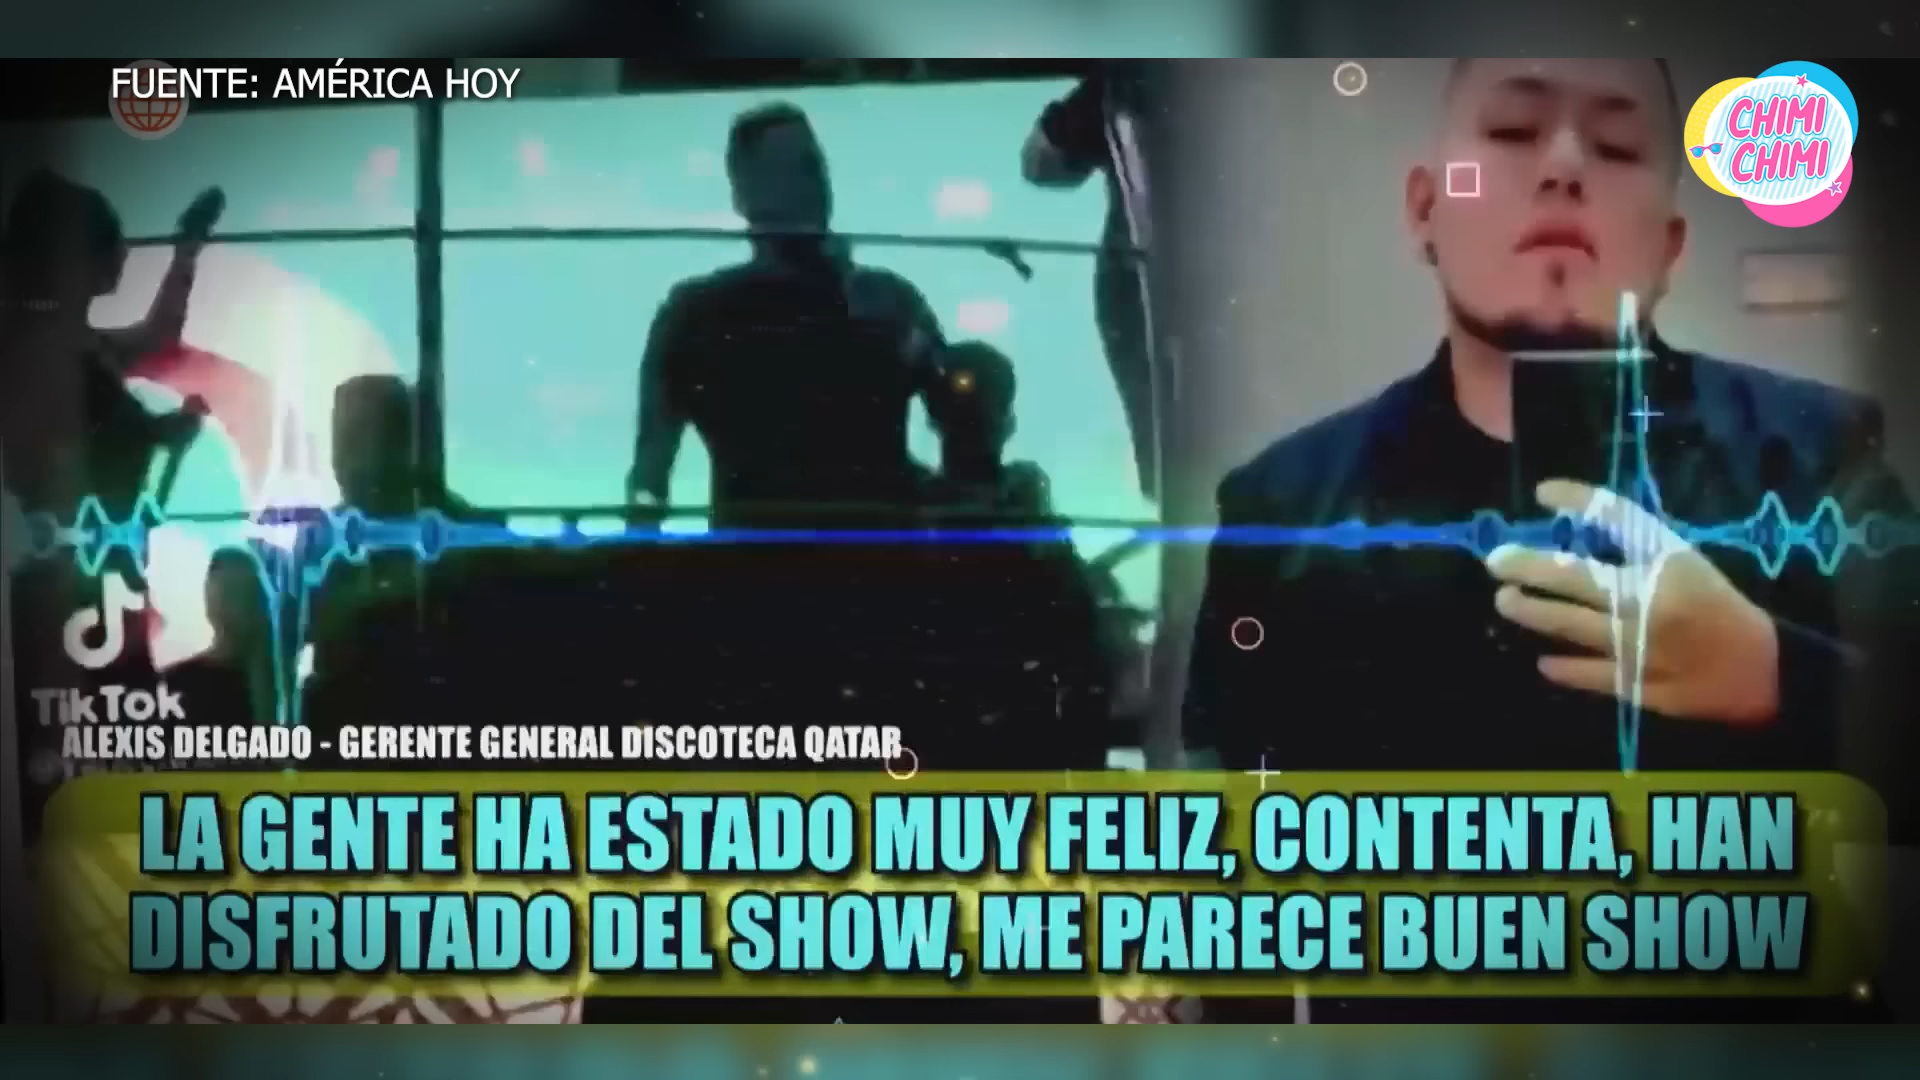 FUENTE: AMÉRICA HOY
CHIMI
CHIMI
TikTok
ALEXIS DELGADO - GERENTE GENERAL DISCOTECA QATAR
LA GENTE HA ESTADO MUY FELIZ, CONTENTA, HAN
DISFRUTADO DEL SHOW, ME PARECE BUEN SHOW